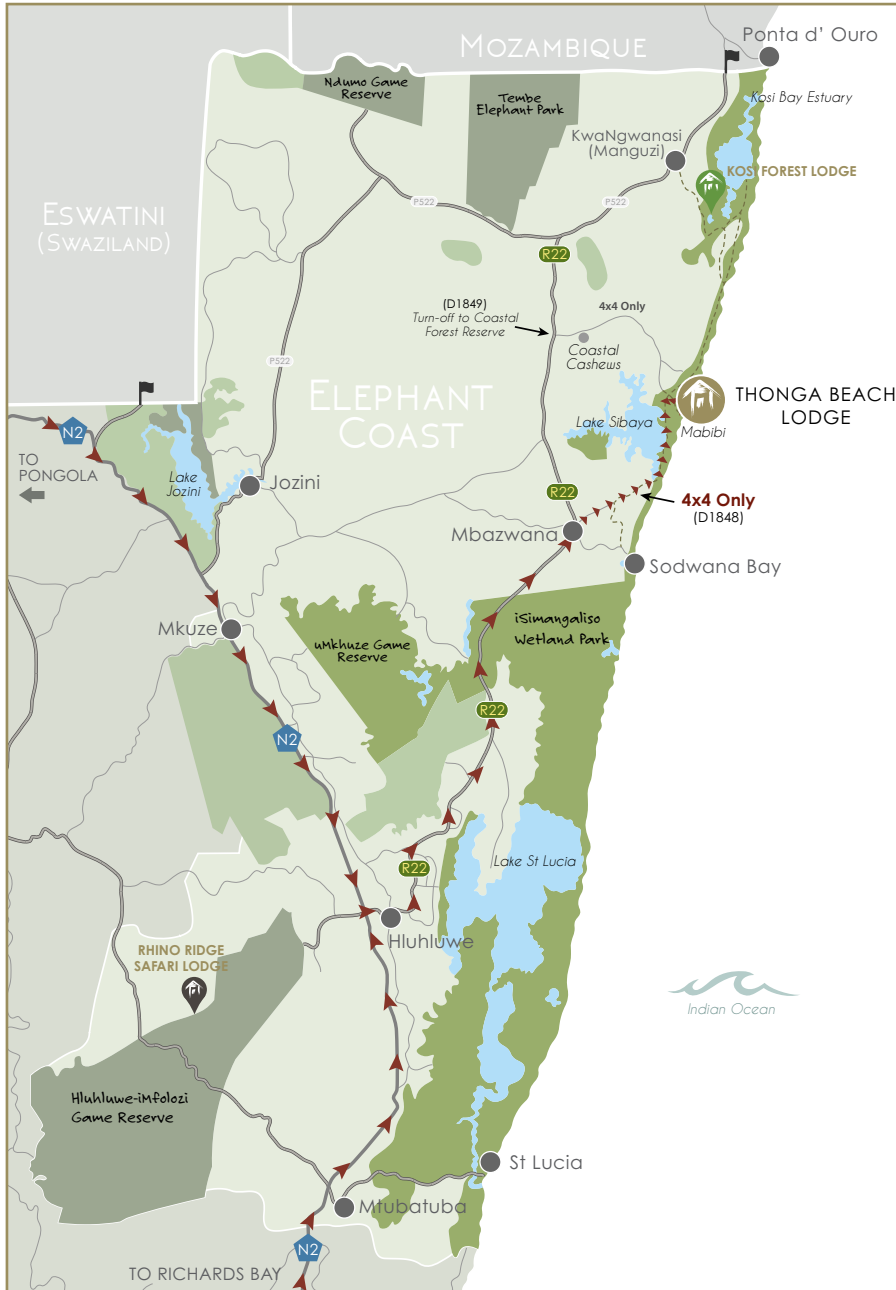 MOZAMBIQUE
Ponta d' Ouro
Ndumo Game
Reserve
Tembe
Elephant Park
Kosi Bay Estuary
KwaNgwanasi
(Manguzi)
KOSI FOREST LODGE
ESWATINI
(SWAZILAND)
P522
P522
R22
(D1849)
Turn-off to Coastal
Forest Reserve
4x4 Only
P522
Coastal
Cashews
ELEPHANT
COAST
THONGA BEACH
LODGE
Lake Sibaya
Mabibi
N2
TO
PONGOLA
Lake
Jozini
Jozini
R22
4x4 Only
(D1848)
Mbazwana
Sodwana Bay
Mkuze
uMkhuze Game
Reserve
iSimangaliso
Wetland Park
R22
N2
Lake St Lucia
R22
Hluhluwe
RHINO RIDGE
SAFARI LODGE
Indian Ocean
Hluhluwe-iMfolozi
Game Reserve
St Lucia
Mtubatuba
N2
TO RICHARDS BAY